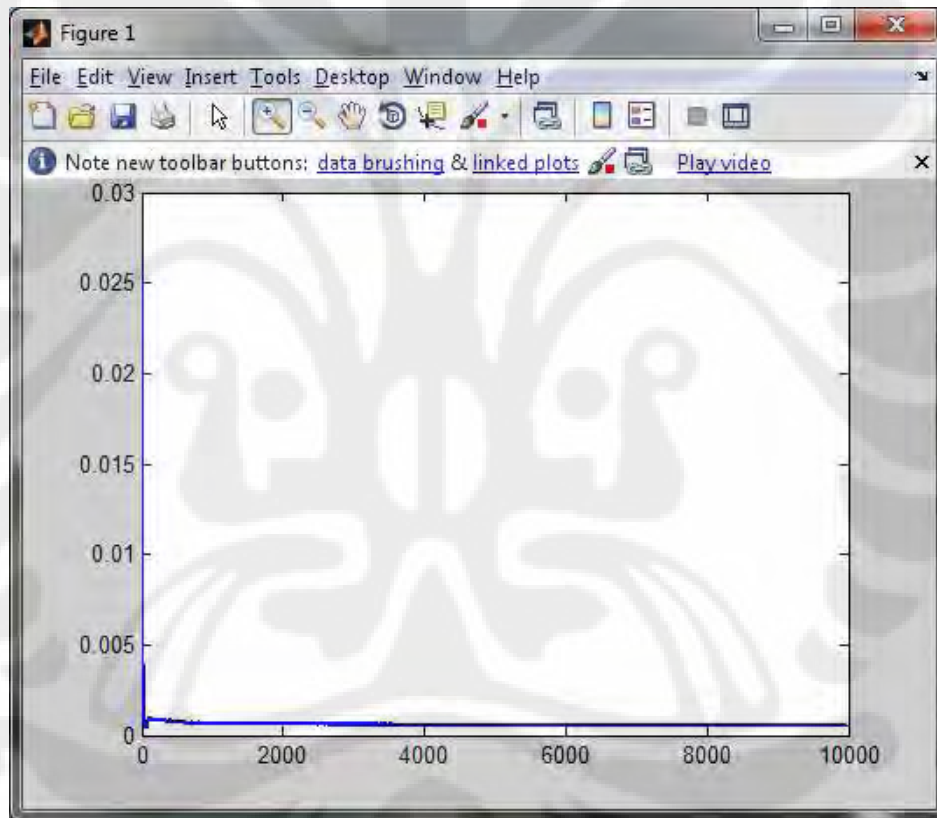 Figure 1
File Edit View Insert Tools Desktop Window Help
Note new toolbar buttons: data brushing & linked plots Play video
0.03
0.025
0.02
0.015
0.01
0.005
0
0 2000 4000 6000 8000 10000